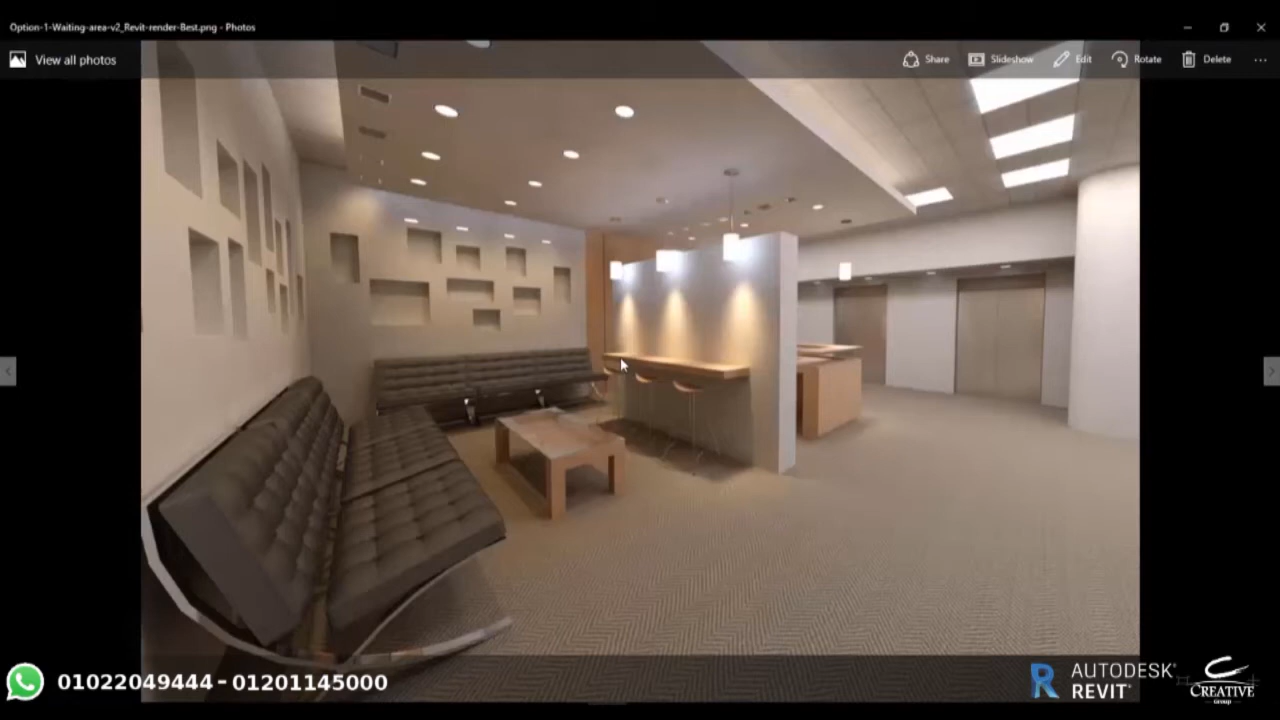 Option-1-Waiting-area-v2_Revit-render-Best.png - Photos
View all photos
Share
Slideshow
Edit
Rotate
Delete
01022049444 - 01201145000
AUTODESK®
REVIT®
CREATIVE
Group